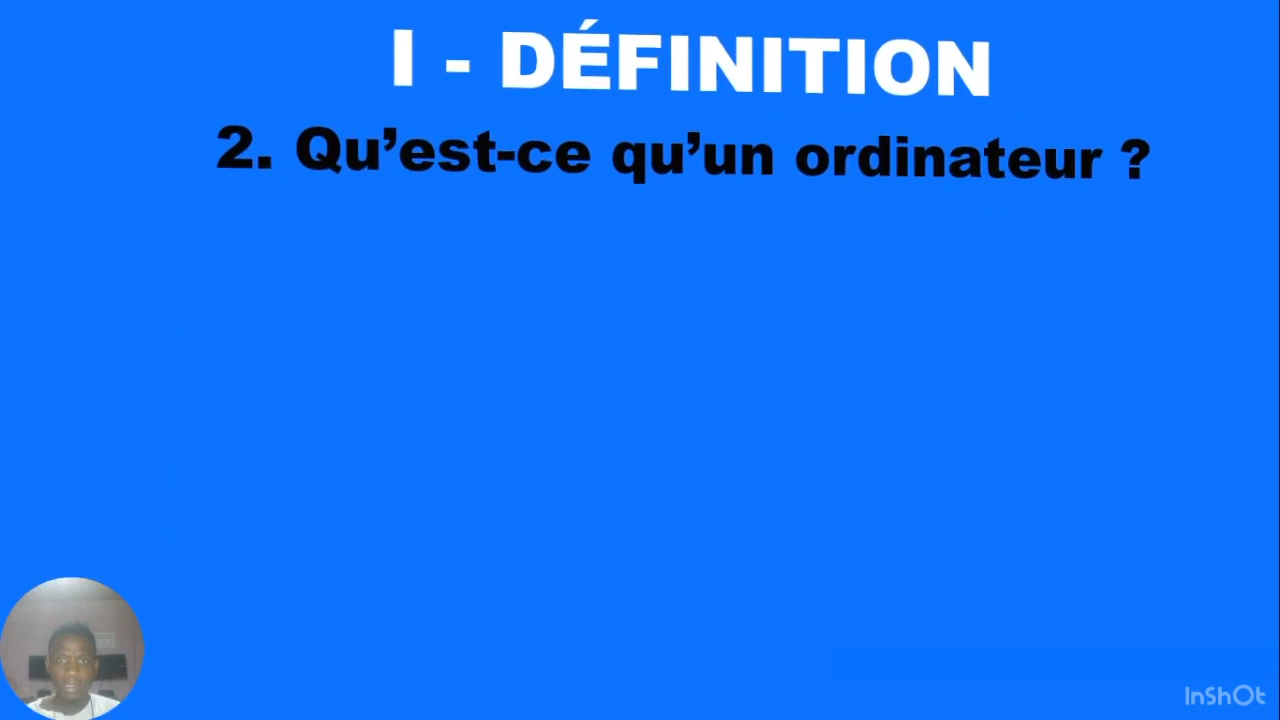 I - DÉFINITION
2. Qu’est-ce qu’un ordinateur ?
InShOt